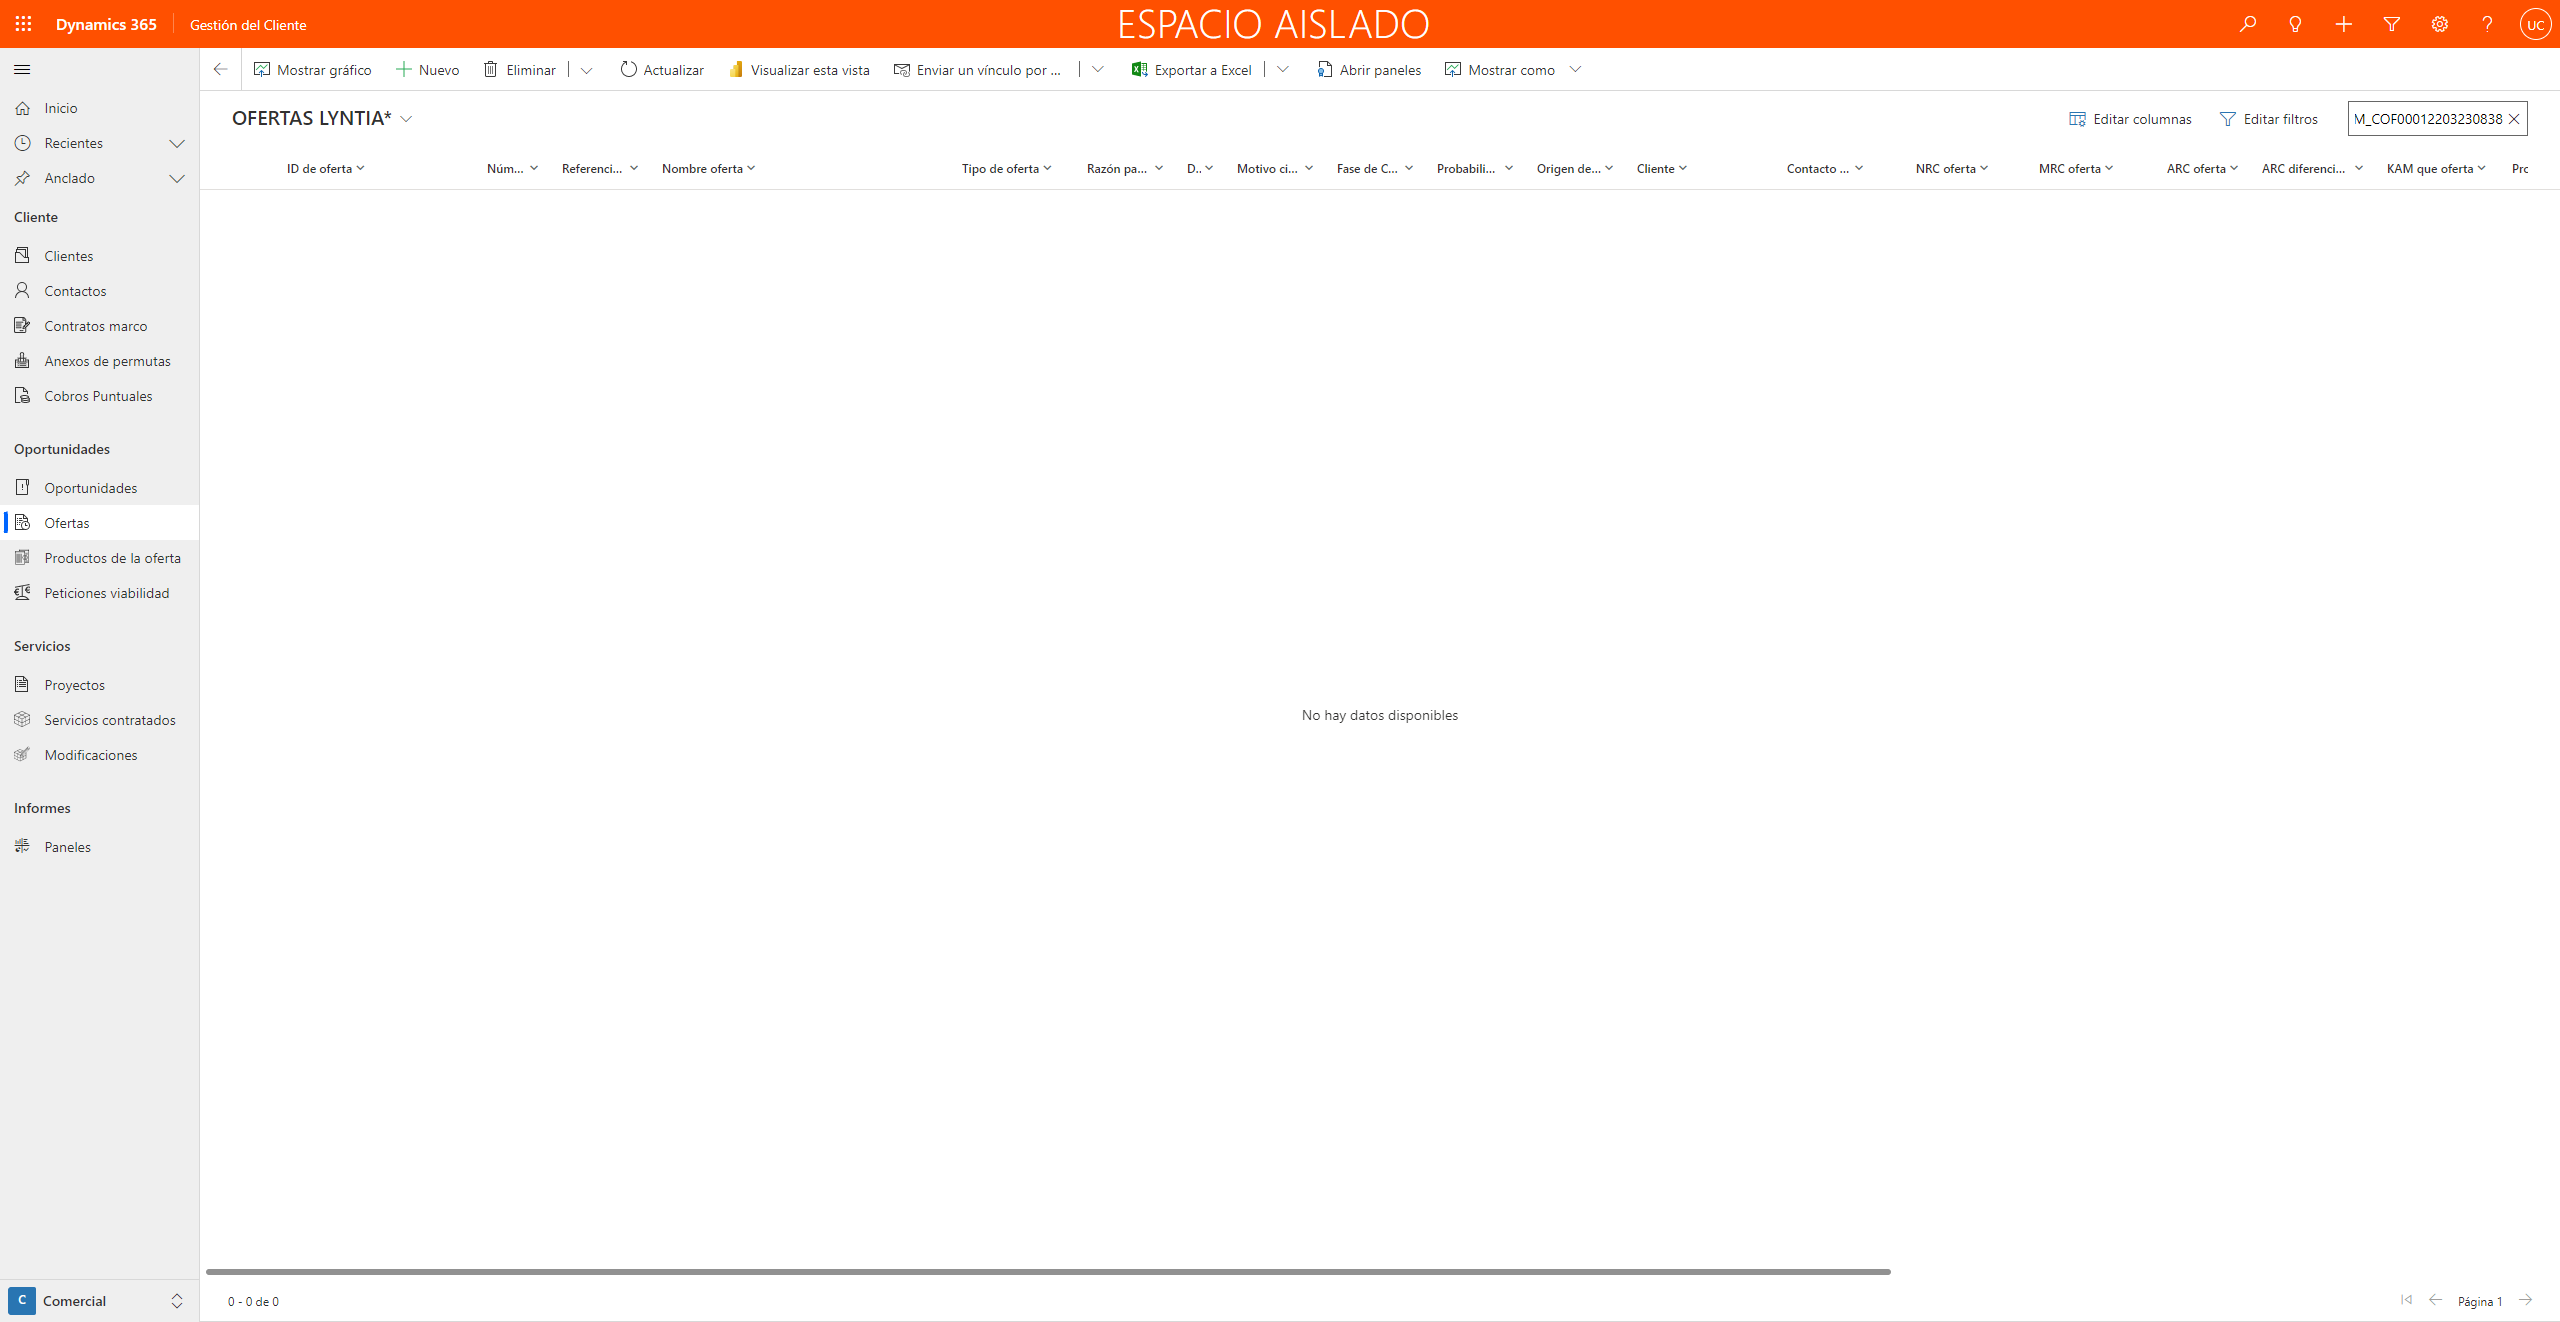 Dynamics 365
Gestión del Cliente
ESPACIO AISLADO
UC
Mostrar gráfico
Nuevo
Eliminar
Actualizar
Visualizar esta vista
Enviar un vínculo por ...
Exportar a Excel
Abrir paneles
Mostrar como
Inicio
Recientes
Anclado
Cliente
Clientes
Contactos
Contratos marco
Anexos de permutas
Cobros Puntuales
Oportunidades
Oportunidades
Ofertas
Productos de la oferta
Peticiones viabilidad
Servicios
Proyectos
Servicios contratados
Modificaciones
Informes
Paneles
C Comercial
OFERTAS LYNTIA*
Editar columnas
Editar filtros
M_COF00012203230838
ID de oferta
Núm...
Referenci...
Nombre oferta
Tipo de oferta
Razón pa...
D..
Motivo ci...
Fase de C...
Probabili...
Origen de...
Cliente
Contacto ...
NRC oferta
MRC oferta
ARC oferta
ARC diferenci...
KAM que oferta
Prc
No hay datos disponibles
0 - 0 de 0
Página 1